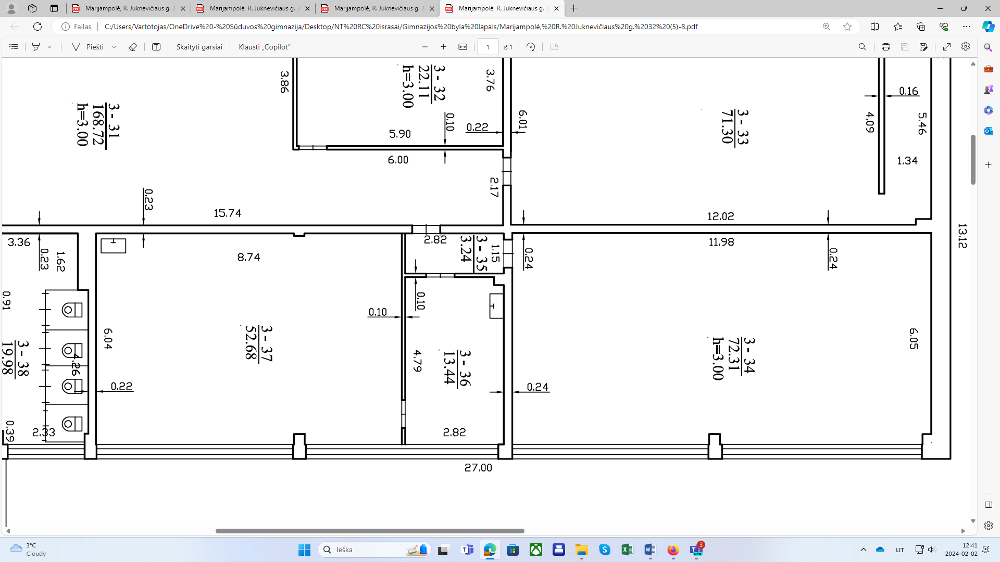 Marijampolė, R. Juknevičiaus g. 3
Marijampolė, R. Juknevičiaus g. 3
Marijampolė, R. Juknevičiaus g. 3
Marijampolė, R. Juknevičiaus g. 3
Failas
C:/Users/Vartotojas/OneDrive%20-%20Sūduvos%20gimnazija/Desktop/NT%20RC%20israsai/Gimnazijos%20byla%20lapais/Marijampolė,%20R.%20Juknevičiaus%20g.%2032%20(5)-8.pdf
Piešti
Skaityti garsiai
Klausti „Copilot“
1
iš 1
3.86
3 - 32
22.11
h=3.00
3.76
0.16
3 - 31
168.72
h=3.00
6.01
3 - 33
71.30
4.09
5.46
0.10
0.22
5.90
6.00
1.34
2.17
0.23
15.74
12.02
13.12
3.36
2.82
11.98
0.23
1.62
8.74
3 - 35
3.24
1.15
0.24
0.24
0.91
0.10
0.10
6.04
3 - 37
52.68
6.05
3 - 38
19.98
4.26
4.79
3 - 36
13.44
3 - 34
72.31
h=3.00
0.22
0.24
0.39
2.33
2.82
27.00
3°C
Cloudy
Ieška
3
NEW
LIT
12:41
2024-02-02